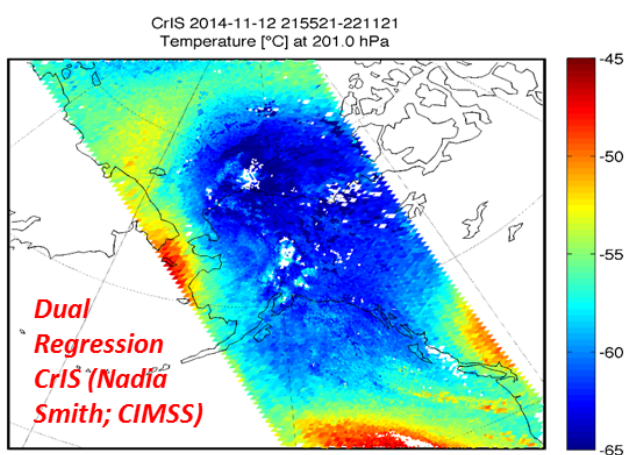 CrIS 2014-11-12 215521-221121
Temperature [°C] at 201.0 hPa
-45
-50
-55
-60
-65
Dual
Regression
CrIS (Nadia
Smith; CIMSS)